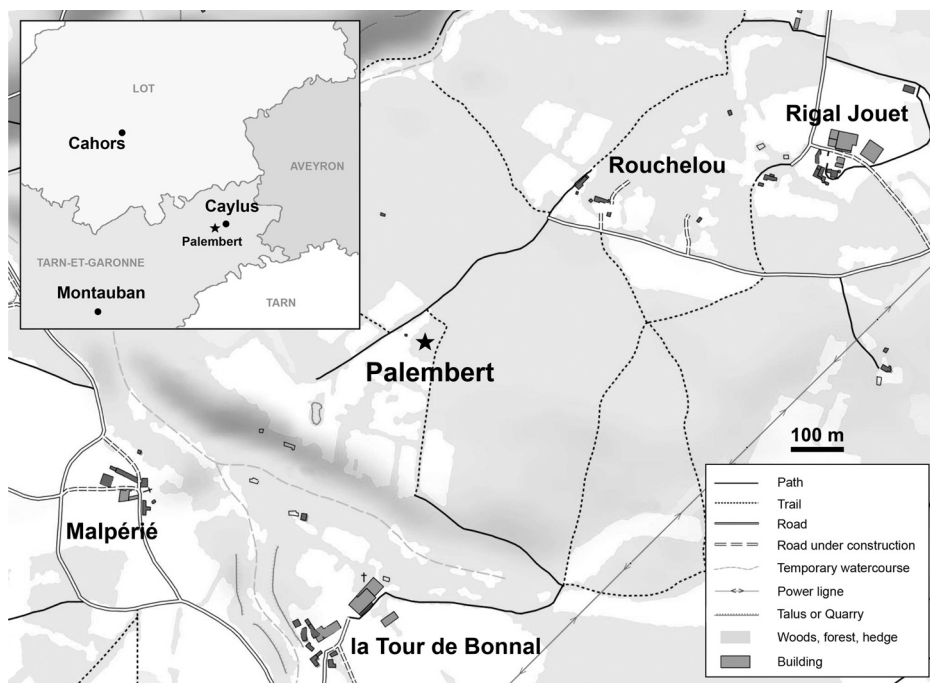 LOT
Cahors
AVEYRON
Caylus
Palembert
TARN-ET-GARONNE
Montauban
TARN
Rigal Jouet
Rouchelou
Palembert
100 m
Malpérié
la Tour de Bonnal
Path
Trail
Road
Road under construction
Temporary watercourse
Power ligne
Talus or Quarry
Woods, forest, hedge
Building